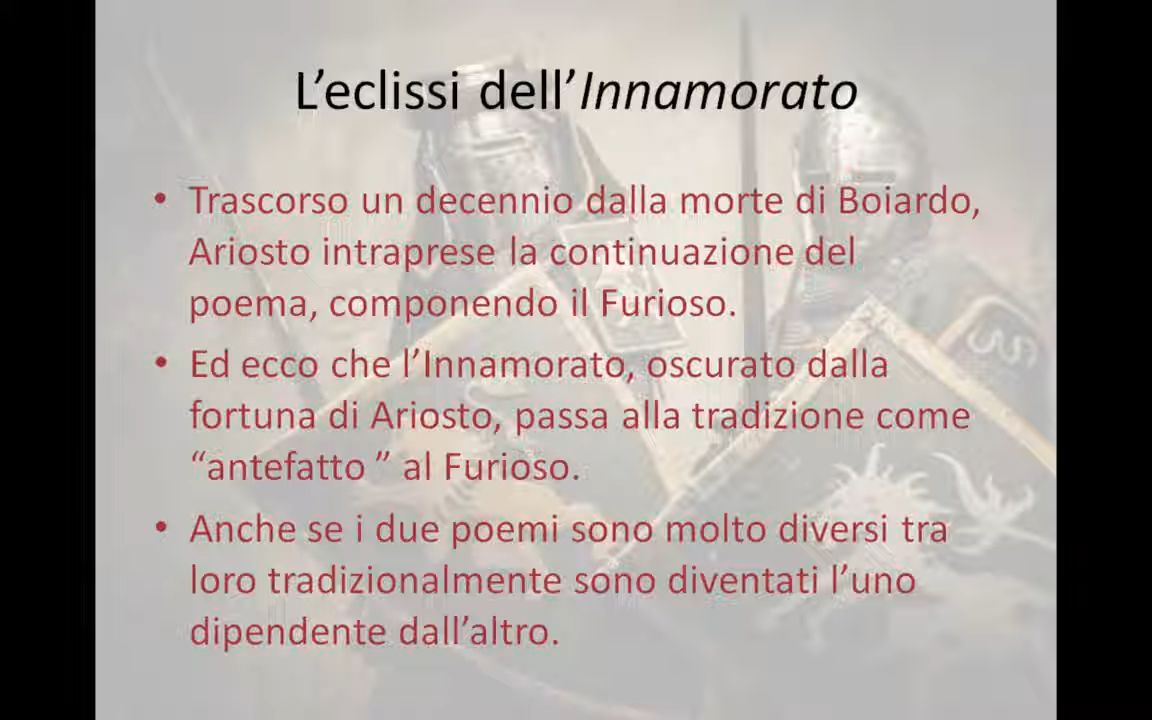 L’eclissi dell’Innamorato
• Trascorso un decennio dalla morte di Boiardo,
Ariosto intraprese la continuazione del
poema, componendo il Furioso.
• Ed ecco che l’Innamorato, oscurato dalla
fortuna di Ariosto, passa alla tradizione come
“antefatto ” al Furioso.
• Anche se i due poemi sono molto diversi tra
loro tradizionalmente sono diventati l’uno
dipendente dall’altro.